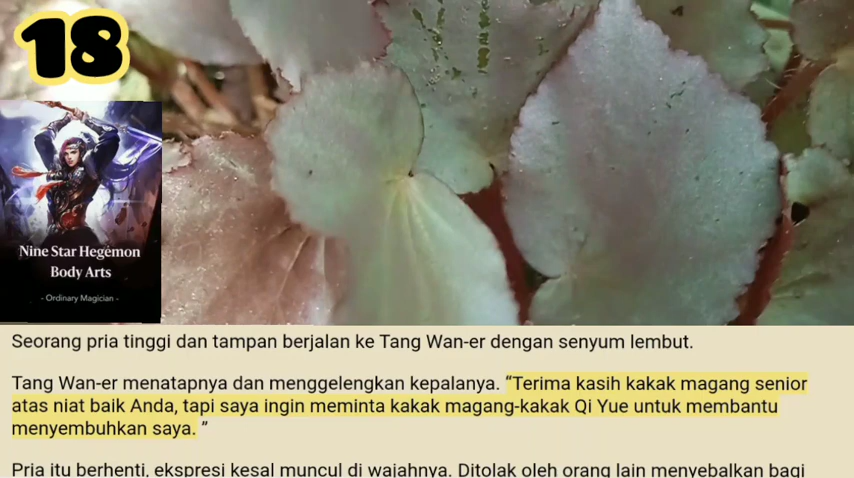 18
Nine Star Hegemon
Body Arts
- Ordinary Magician -
Seorang pria tinggi dan tampan berjalan ke Tang Wan-er dengan senyum lembut.
Tang Wan-er menatapnya dan menggelengkan kepalanya. “Terima kasih kakak magang senior
atas niat baik Anda, tapi saya ingin meminta kakak magang-kakak Qi Yue untuk membantu
menyembuhkan saya. ”
Pria itu berhenti, ekspresi kesal muncul di wajahnya. Ditolak oleh orang lain menyebalkan bagi